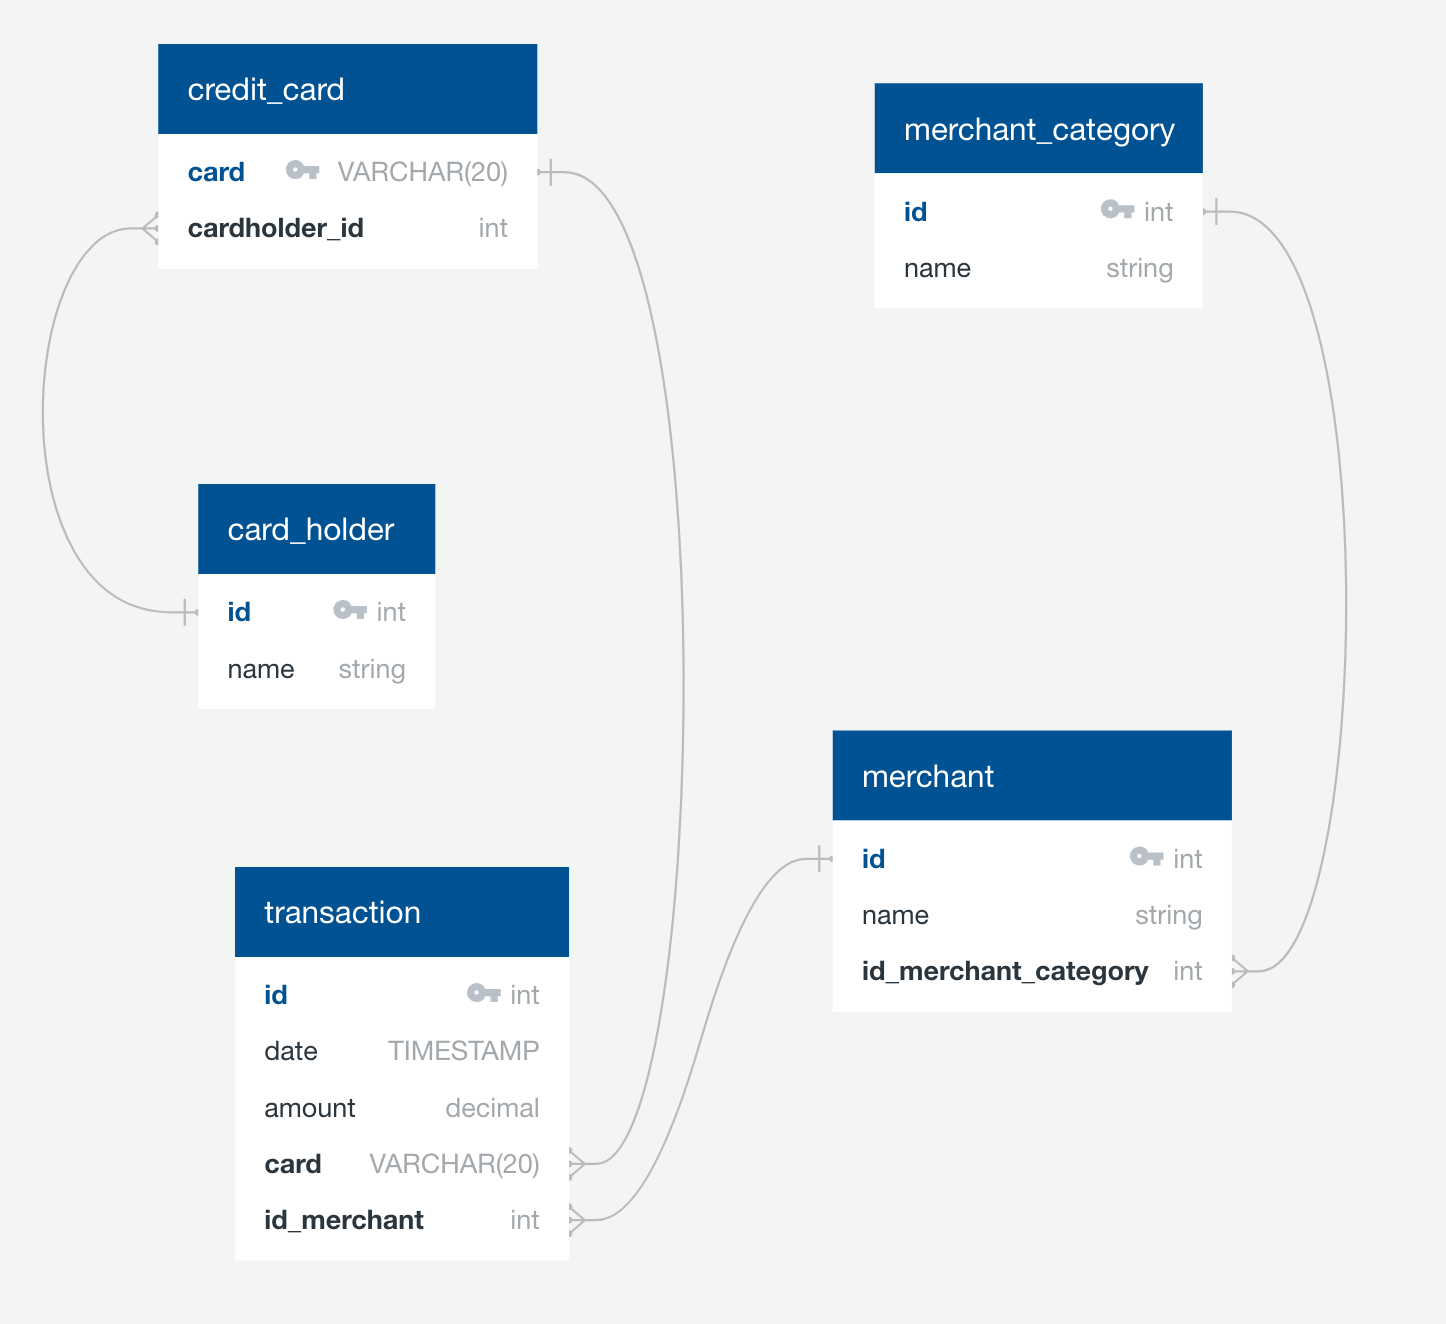 credit_card
card VARCHAR(20)
cardholder_id int
merchant_category
id int
name string
card_holder
id int
name string
merchant
id int
name string
id_merchant_category int
transaction
id int
date TIMESTAMP
amount decimal
card VARCHAR(20)
id_merchant int